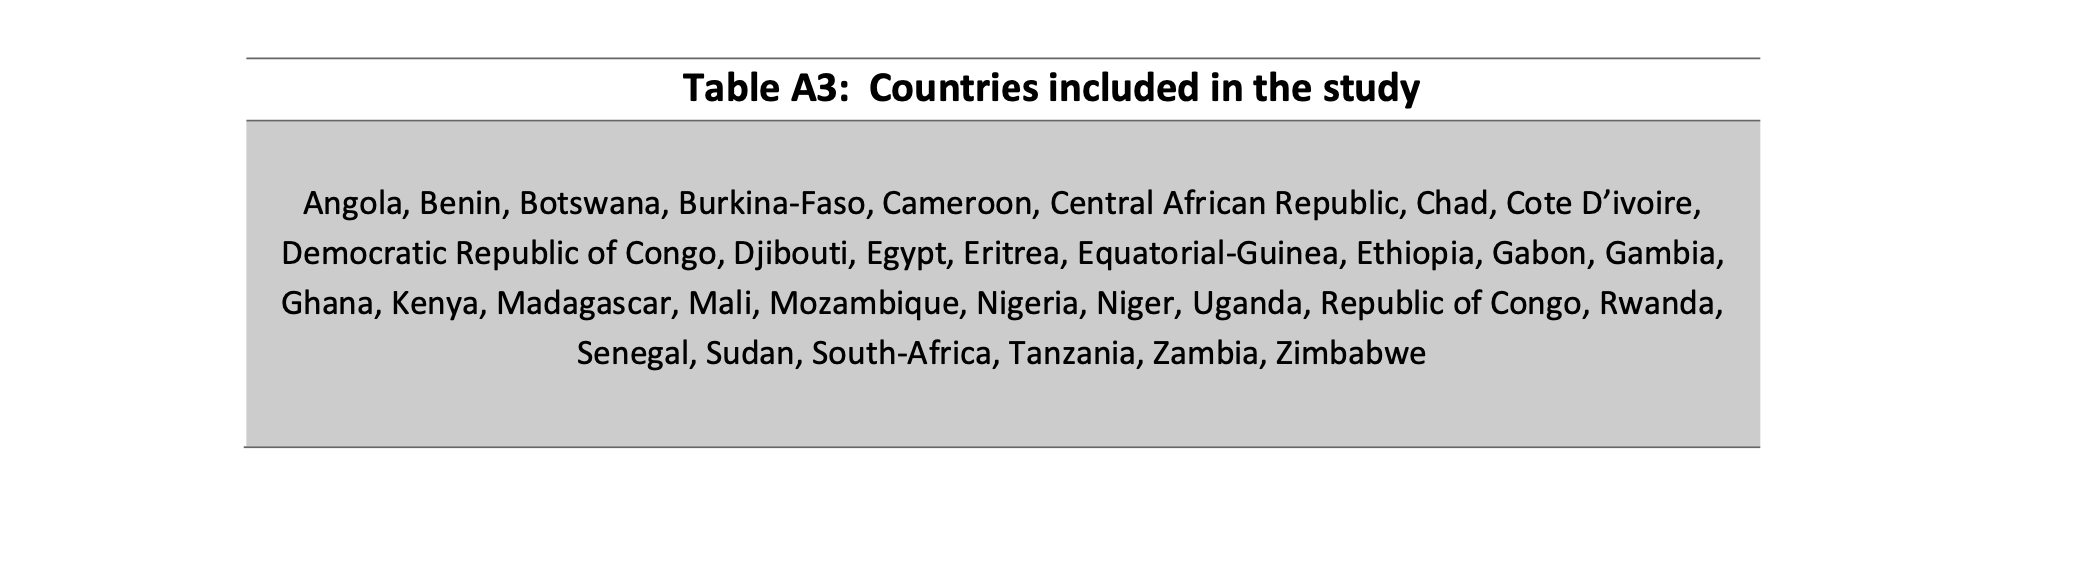 Table A3:  Countries included in the study
Angola, Benin, Botswana, Burkina-Faso, Cameroon, Central African Republic, Chad, Cote D’ivoire,
Democratic Republic of Congo, Djibouti, Egypt, Eritrea, Equatorial-Guinea, Ethiopia, Gabon, Gambia,
Ghana, Kenya, Madagascar, Mali, Mozambique, Nigeria, Niger, Uganda, Republic of Congo, Rwanda,
Senegal, Sudan, South-Africa, Tanzania, Zambia, Zimbabwe